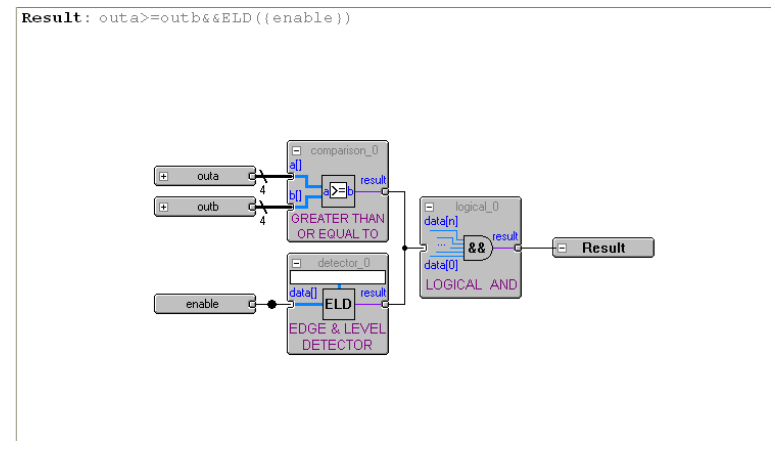 Result: outa>=outb&&ELD({enable})
comparison_0
a[]
outa
result
4
a>=b
outb
b[]
4
GREATER THAN
OR EQUAL TO
logical_0
data[n]
...
&&
result
Result
data[0]
LOGICAL AND
detector_0
data[]
result
enable
ELD
EDGE & LEVEL
DETECTOR